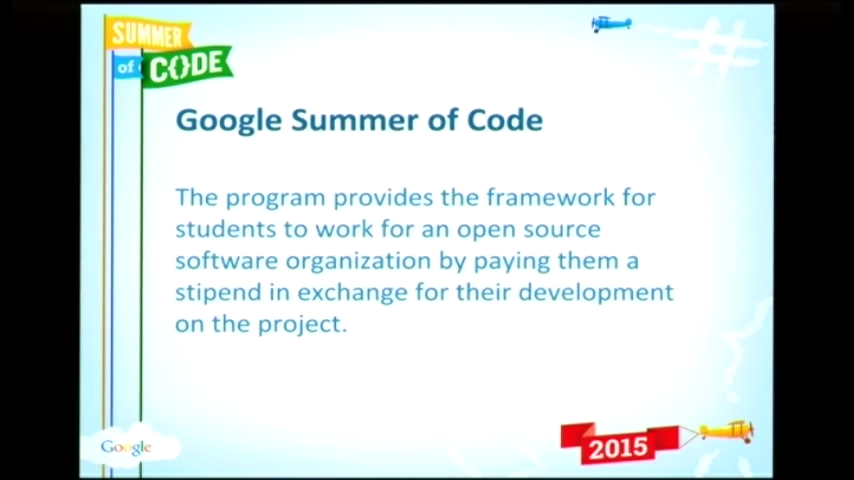 SUMMER
of CODE
Google Summer of Code
The program provides the framework for
students to work for an open source
software organization by paying them a
stipend in exchange for their development
on the project.
Google
2015